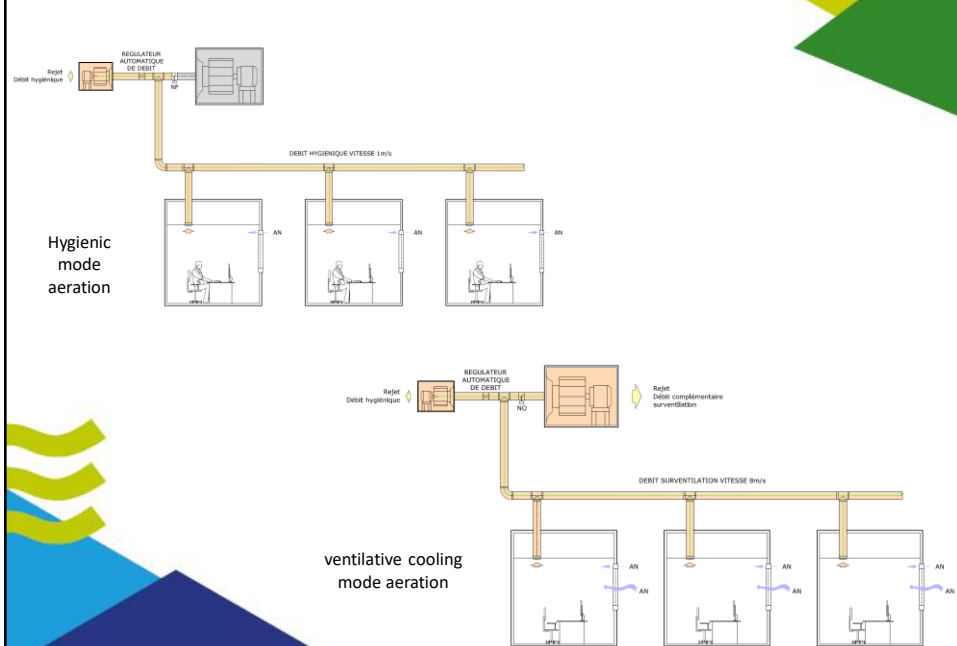 REGULATEUR
AUTOMATIQUE
DE DEBIT
Rejet
Débit hygiénique
NF
DEBIT HYGIENIQUE VITESSE 1m/s
AN
AN
AN
Hygienic
mode
aeration
REGULATEUR
AUTOMATIQUE
DE DEBIT
Rejet
Débit hygiénique
NO
Rejet
Débit complémentaire
surventilation
DEBIT SURVENTILATION VITESSE 8m/s
AN
AN
AN
AN
AN
AN
ventilative cooling
mode aeration